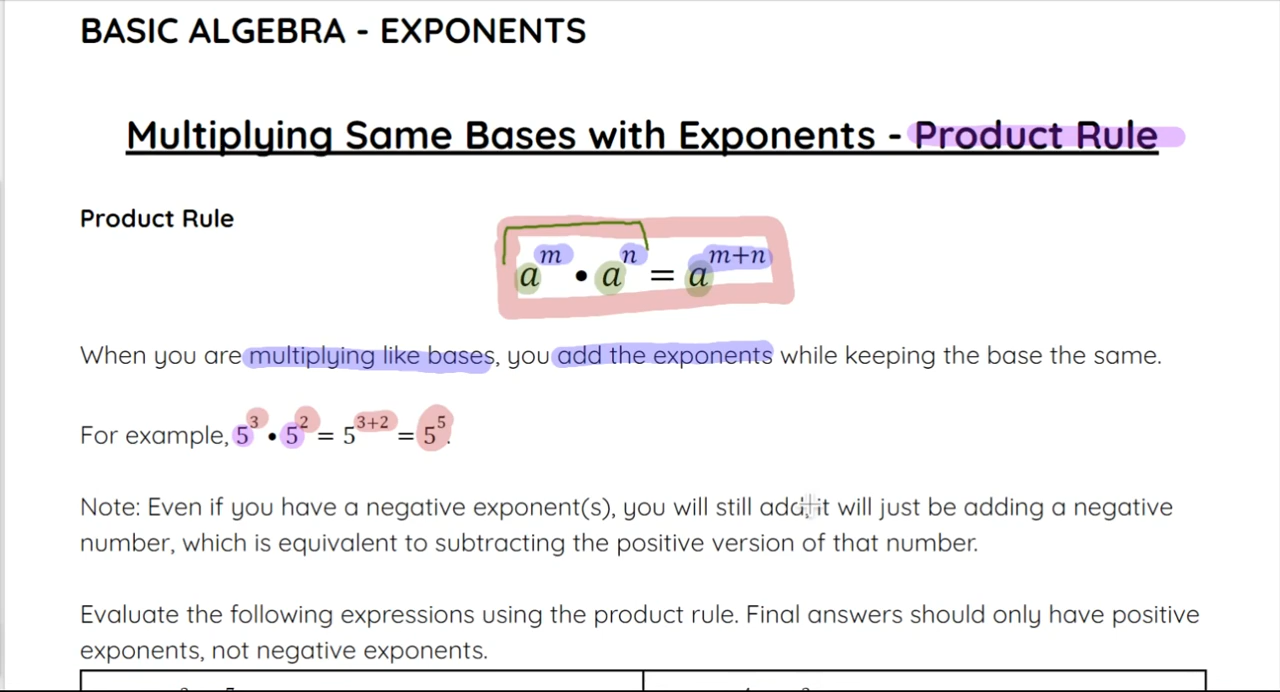 BASIC ALGEBRA - EXPONENTS
Multiplying Same Bases with Exponents - Product Rule
Product Rule
a^m • a^n = a^{m+n}
When you are multiplying like bases, you add the exponents while keeping the base the same.
For example, 5^3 • 5^2 = 5^{3+2} = 5^5.
Note: Even if you have a negative exponent(s), you will still add, it will just be adding a negative
number, which is equivalent to subtracting the positive version of that number.
Evaluate the following expressions using the product rule. Final answers should only have positive
exponents, not negative exponents.